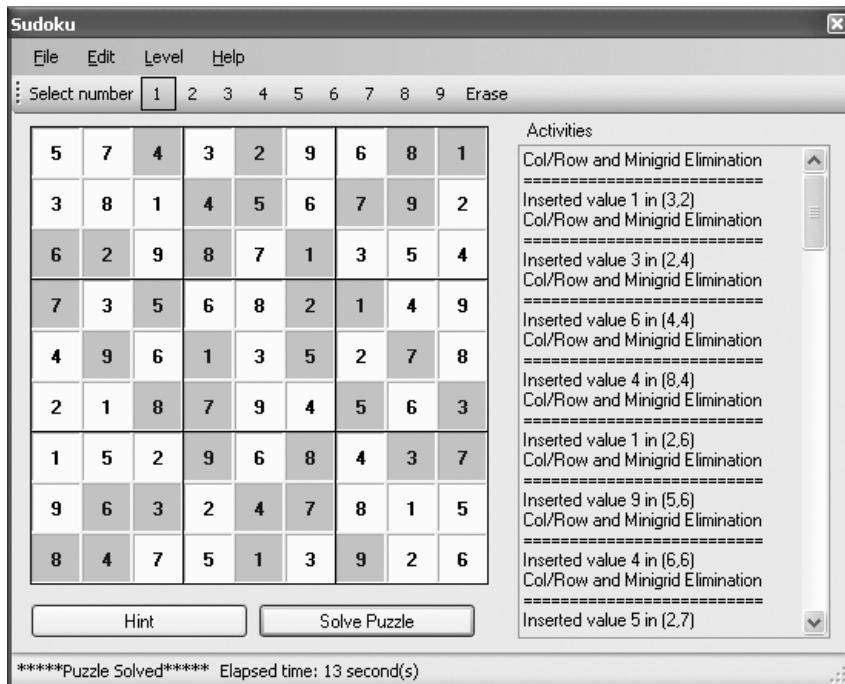 Sudoku
File Edit Level Help
Select number 1 2 3 4 5 6 7 8 9 Erase
5 7 4 3 2 9 6 8 1
3 8 1 4 5 6 7 9 2
6 2 9 8 7 1 3 5 4
7 3 5 6 8 2 1 4 9
4 9 6 1 3 5 2 7 8
2 1 8 7 9 4 5 6 3
1 5 2 9 6 8 4 3 7
9 6 3 2 4 7 8 1 5
8 4 7 5 1 3 9 2 6
Hint Solve Puzzle
Activities
Col/Row and Minigrid Elimination
==========================
Inserted value 1 in (3,2)
Col/Row and Minigrid Elimination
==========================
Inserted value 3 in (2,4)
Col/Row and Minigrid Elimination
==========================
Inserted value 6 in (4,4)
Col/Row and Minigrid Elimination
==========================
Inserted value 4 in (8,4)
Col/Row and Minigrid Elimination
==========================
Inserted value 1 in (2,6)
Col/Row and Minigrid Elimination
==========================
Inserted value 9 in (5,6)
Col/Row and Minigrid Elimination
==========================
Inserted value 4 in (6,6)
Col/Row and Minigrid Elimination
==========================
Inserted value 5 in (2,7)
*****Puzzle Solved***** Elapsed time: 13 second(s)